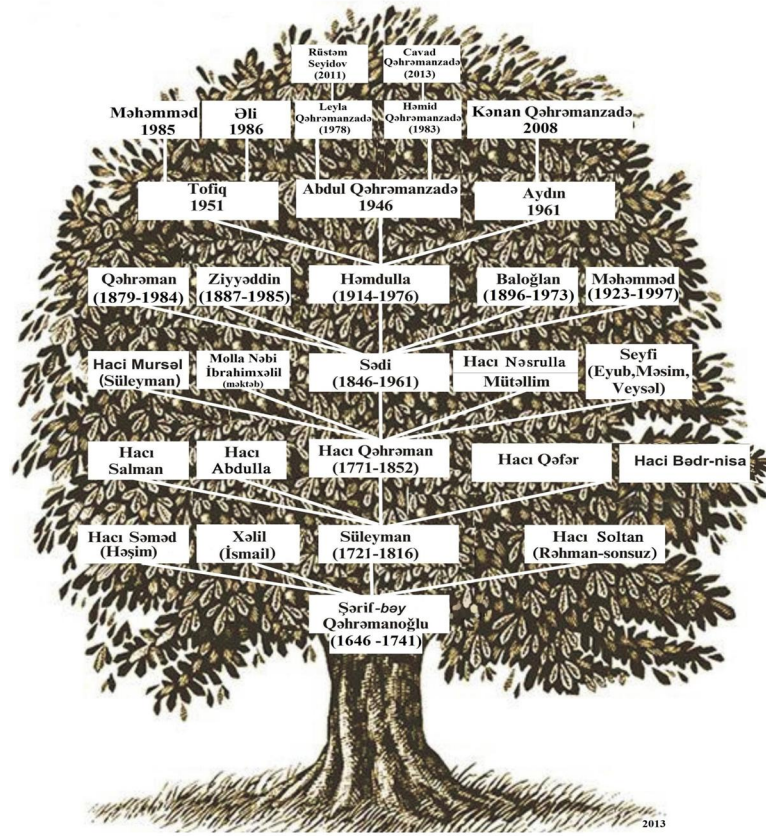 Rüstəm
Seyidov
(2011)
Cavad
Qəhrəmanzadə
(2013)
Məhəmməd
1985
Əli
1986
Leyla
Qəhrəmanzadə
(1978)
Həmid
Qəhrəmanzadə
(1983)
Kənan Qəhrəmanzadə
2008
Tofiq
1951
Abdul Qəhrəmanzadə
1946
Aydın
1961
Qəhrəman
(1879-1984)
Ziyyəddin
(1887-1985)
Həmdulla
(1914-1976)
Baloğlan
(1896-1973)
Məhəmməd
(1923-1997)
Haci Mursəl
(Süleyman)
Molla Nəbi
İbrahimxəlil
(məktəb)
Sədi
(1846-1961)
Hacı Nəsrulla
Mütəllim
Seyfi
(Eyub,Məsim,
Veysəl)
Hacı
Salman
Hacı
Abdulla
Hacı Qəhrəman
(1771-1852)
Hacı Qəfər
Haci Bədr-nisa
Hacı Səməd
(Həşim)
Xəlil
(İsmail)
Süleyman
(1721-1816)
Hacı Soltan
(Rəhman-sonsuz)
Şərif-bəy
Qəhrəmanoğlu
(1646 -1741)
2013